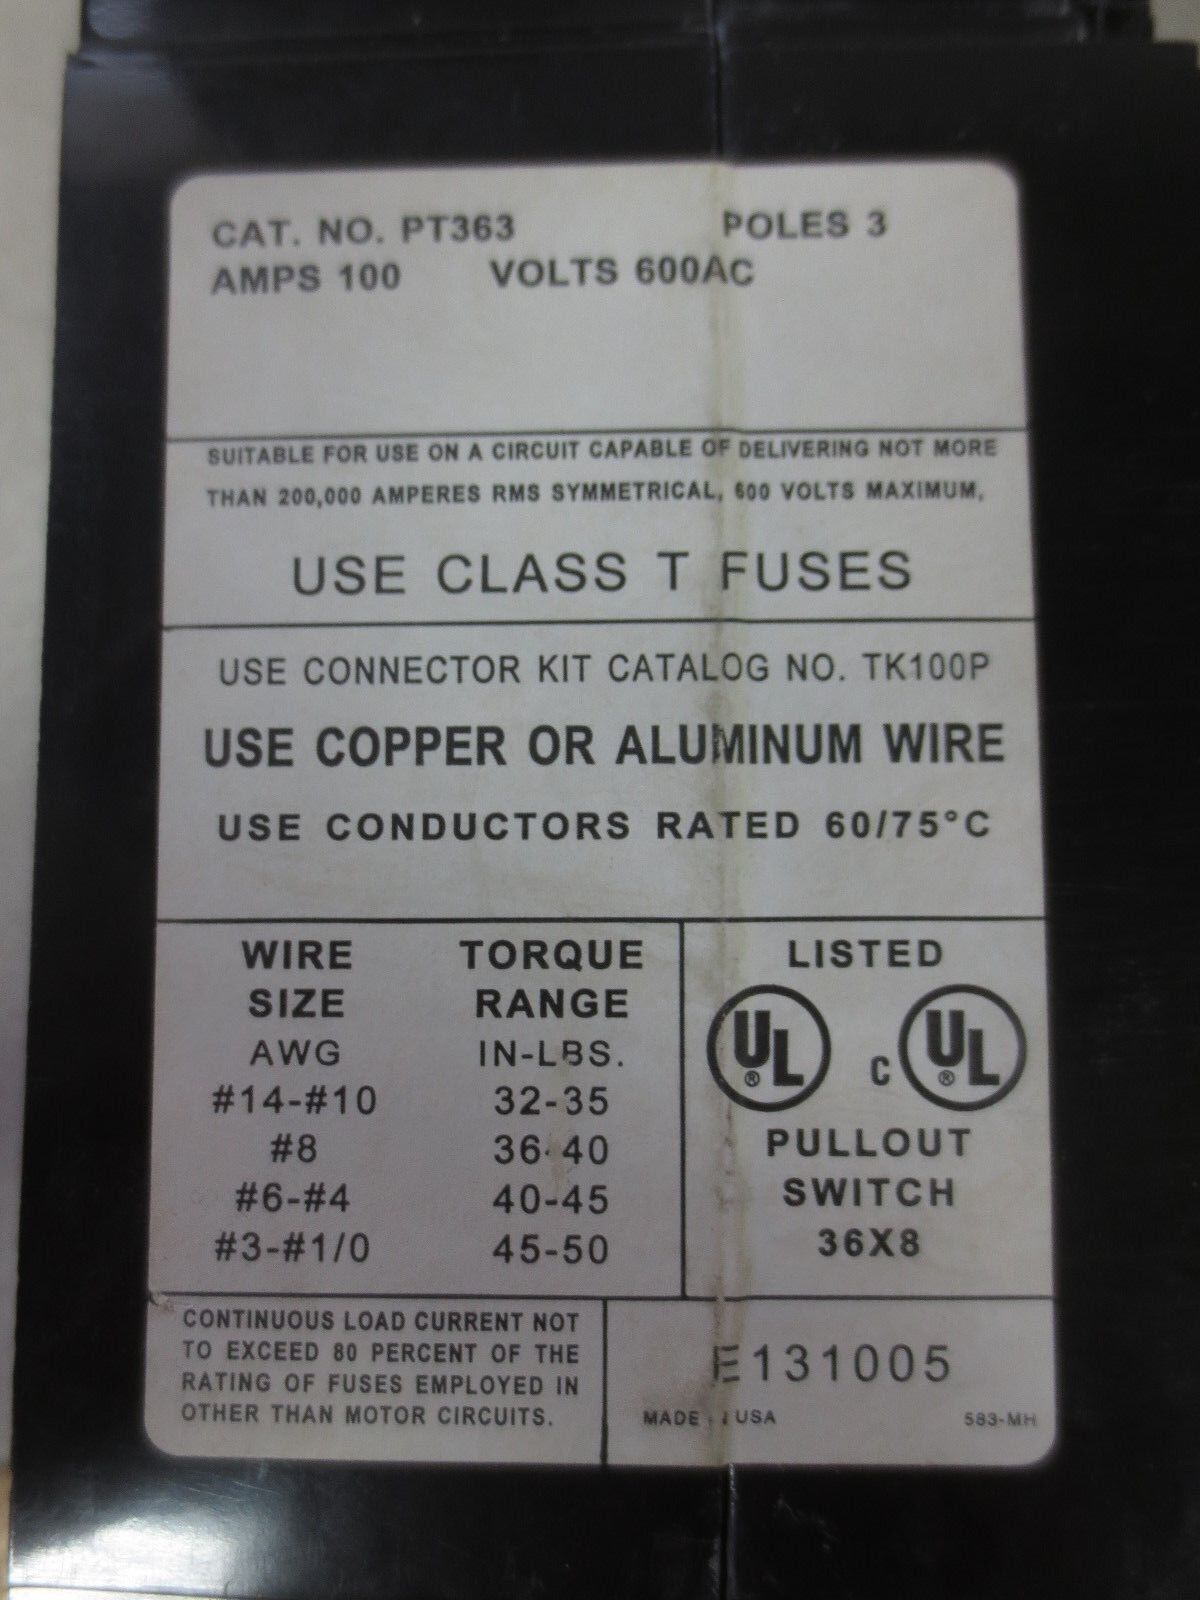 CAT. NO. PT363 POLES 3
AMPS 100 VOLTS 600AC
SUITABLE FOR USE ON A CIRCUIT CAPABLE OF DELIVERING NOT MORE
THAN 200,000 AMPERES RMS SYMMETRICAL, 600 VOLTS MAXIMUM,
USE CLASS T FUSES
USE CONNECTOR KIT CATALOG NO. TK100P
USE COPPER OR ALUMINUM WIRE
USE CONDUCTORS RATED 60/75°C
WIRE TORQUE
SIZE RANGE
AWG IN-LBS.
#14-#10 32-35
#8 36-40
#6-#4 40-45
#3-#1/0 45-50
LISTED
UL® C UL®
PULLOUT
SWITCH
36X8
CONTINUOUS LOAD CURRENT NOT
TO EXCEED 80 PERCENT OF THE
RATING OF FUSES EMPLOYED IN
OTHER THAN MOTOR CIRCUITS.
E131005
MADE USA 583-MH